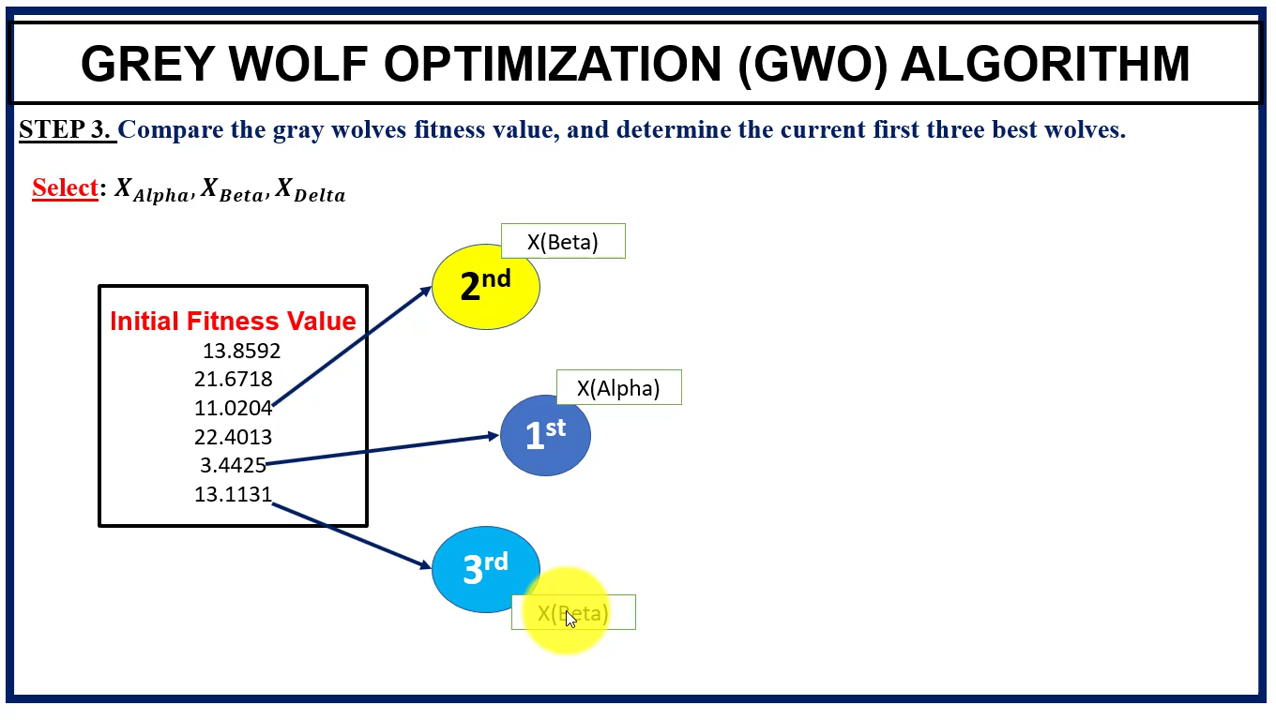 GREY WOLF OPTIMIZATION (GWO) ALGORITHM
STEP 3. Compare the gray wolves fitness value, and determine the current first three best wolves.
Select: X_Alpha, X_Beta, X_Delta
X(Beta)
2nd
Initial Fitness Value
13.8592
21.6718
11.0204
22.4013
3.4425
13.1131
X(Alpha)
1st
3rd
X(Beta)